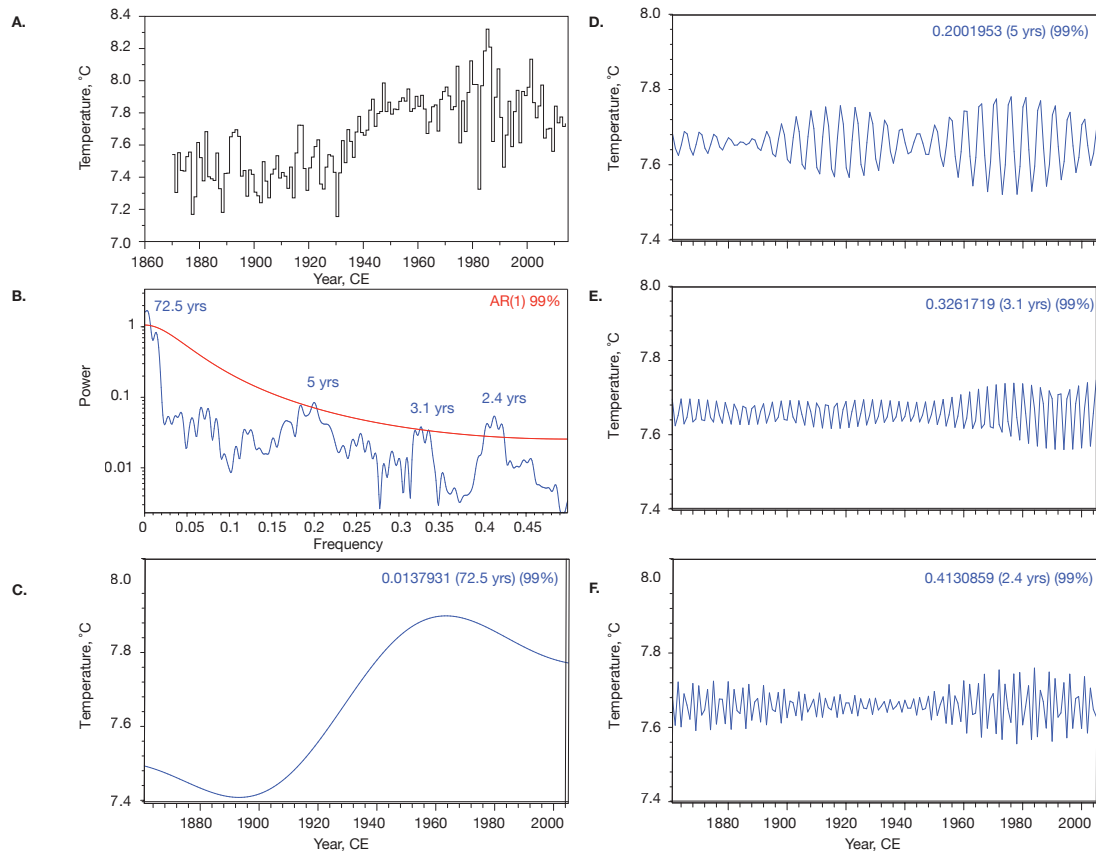 A.
8.4
8.2
8.0
7.8
7.6
7.4
7.2
7.0
Temperature, ˚C
1860 1880 1900 1920 1940 1960 1980 2000
Year, CE
B.
72.5 yrs
AR(1) 99%
5 yrs
3.1 yrs
2.4 yrs
1
0.1
0.01
Power
0 0.05 0.1 0.15 0.2 0.25 0.3 0.35 0.4 0.45
Frequency
C.
0.0137931 (72.5 yrs) (99%)
8.0
7.8
7.6
7.4
Temperature, ˚C
1880 1900 1920 1940 1960 1980 2000
Year, CE
D.
0.2001953 (5 yrs) (99%)
8.0
7.8
7.6
7.4
Temperature, ˚C
E.
0.3261719 (3.1 yrs) (99%)
8.0
7.8
7.6
7.4
Temperature, ˚C
F.
0.4130859 (2.4 yrs) (99%)
8.0
7.8
7.6
7.4
Temperature, ˚C
1880 1900 1920 1940 1960 1980 2000
Year, CE